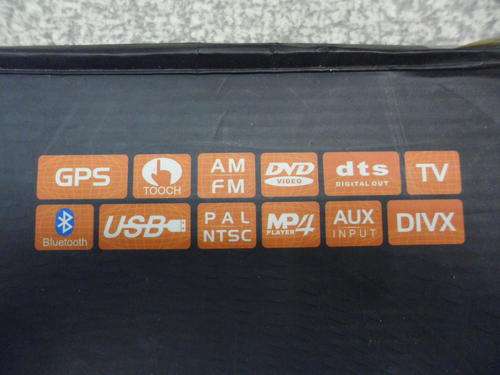 GPS
TOOCH
AM
FM
DVD
VIDEO
dts
DIGITAL OUT
TV
Bluetooth
USB
PAL
NTSC
MP4
PLAYER
AUX
INPUT
DIVX